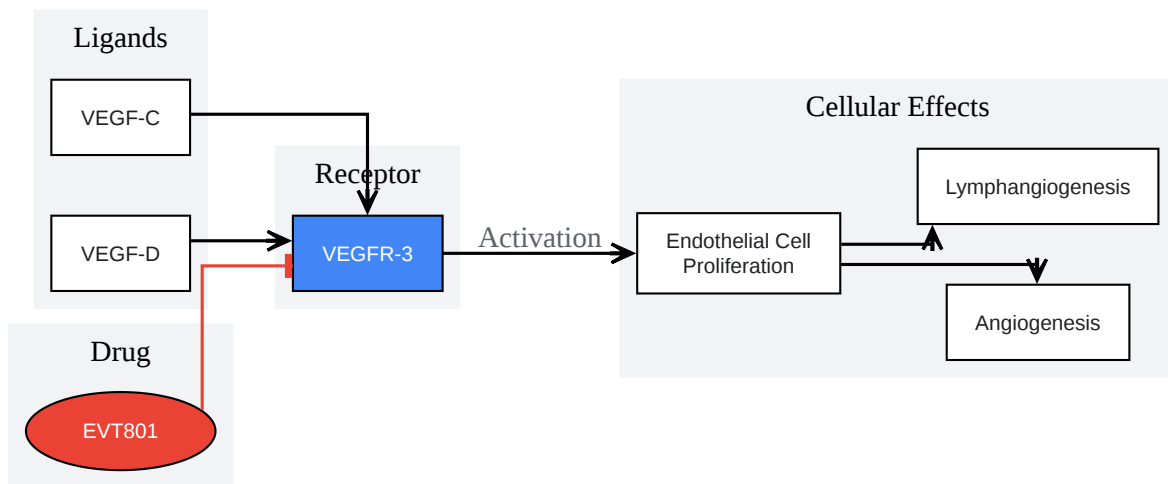 Ligands
VEGF-C
VEGF-D
Drug
EVT801
Receptor
VEGFR-3
Activation
Cellular Effects
Endothelial Cell
Proliferation
Lymphangiogenesis
Angiogenesis